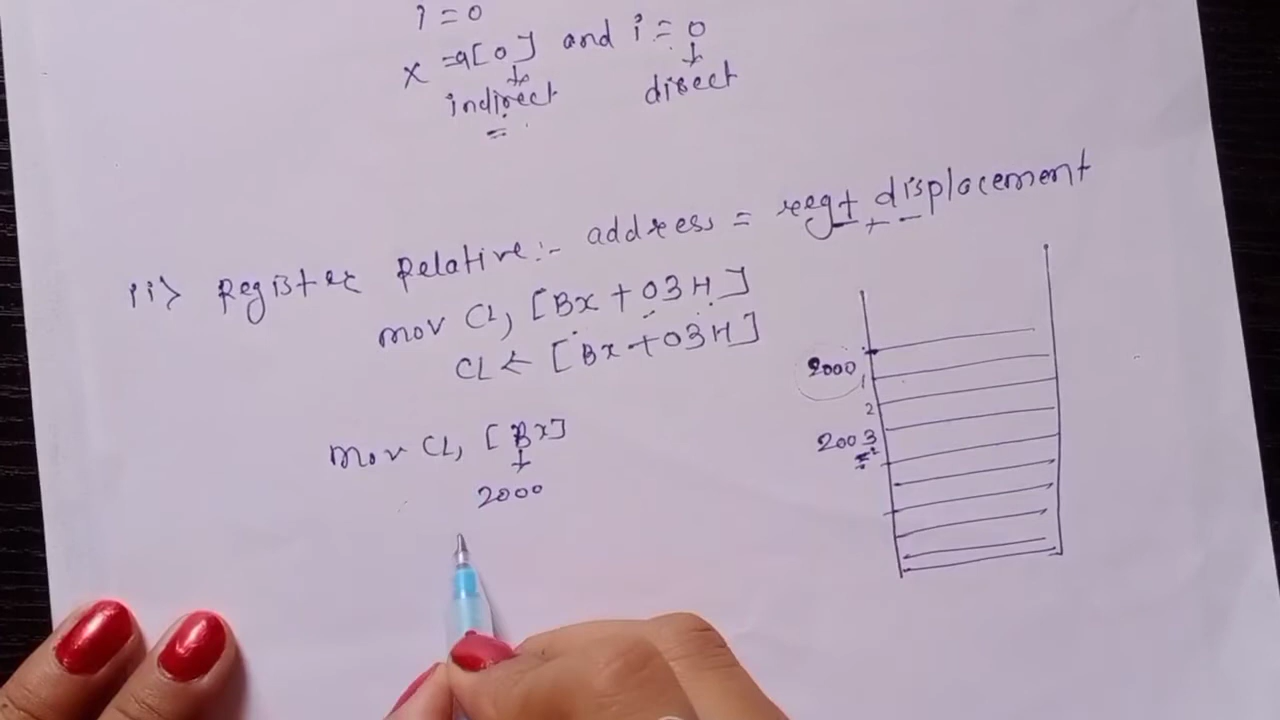 i = 0
x = a[0] and i = 0
indirect direct
iii> Register Relative:- address = reg + displacement
+ -
mov CL, [BX + 03H]
CL ← [BX + 03H]
2000
1
2
mov CL, [BX]
2003
2000